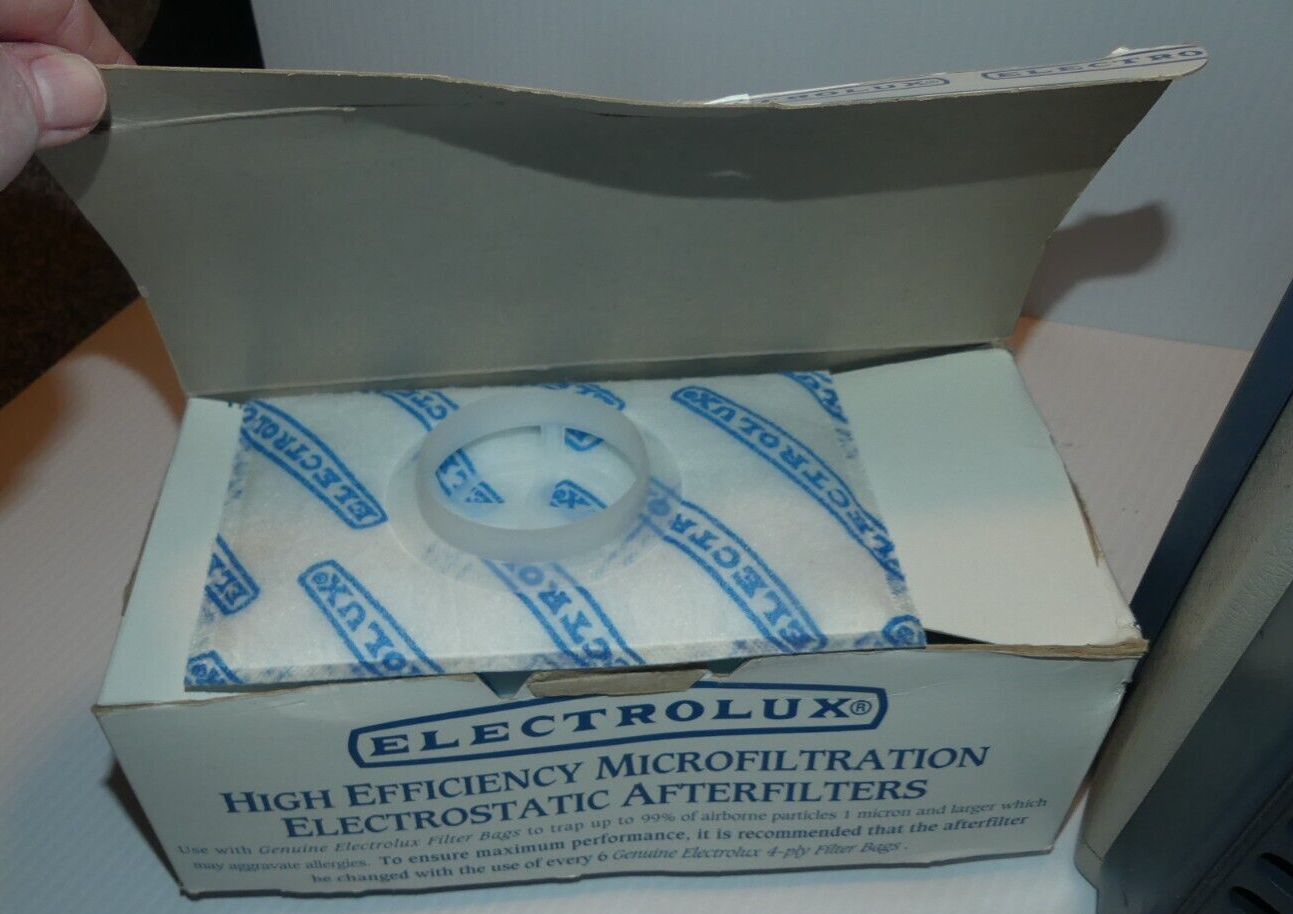 ELECTROLUX®
ELECTRO
ELECTROLUX®
ELECTROLUX®
HIGH EFFICIENCY MICROFILTRATION
ELECTROSTATIC AFTERFILTERS
Use with Genuine Electrolux Filter Bags to trap up to 99% of airborne particles 1 micron and larger which
may aggravate allergies. To ensure maximum performance, it is recommended that the afterfilter
be changed with the use of every 6 Genuine Electrolux 4-ply Filter Bags.